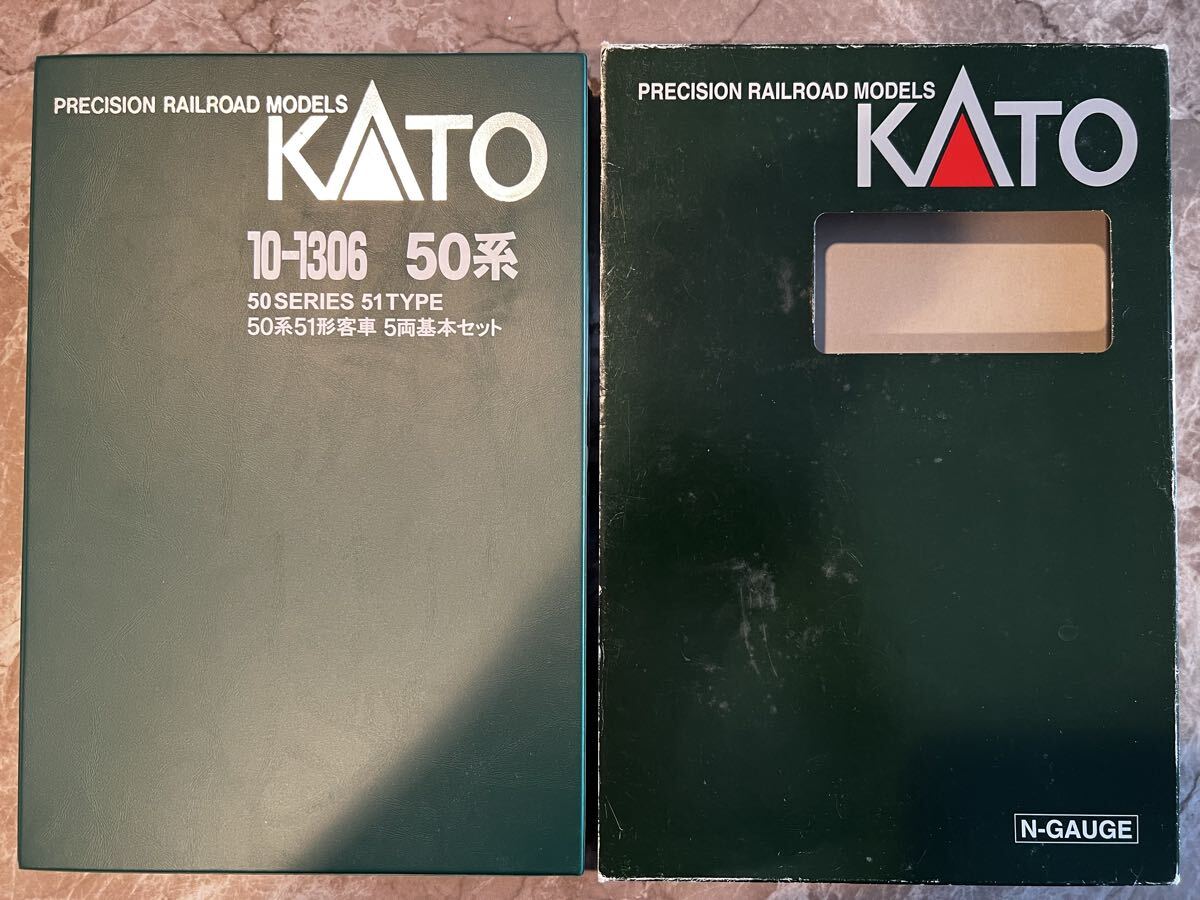 PRECISION RAILROAD MODELS
KATO
10-1306 50系
50 SERIES 51 TYPE
50系51形客車 5両基本セット
PRECISION RAILROAD MODELS
KATO
N-GAUGE